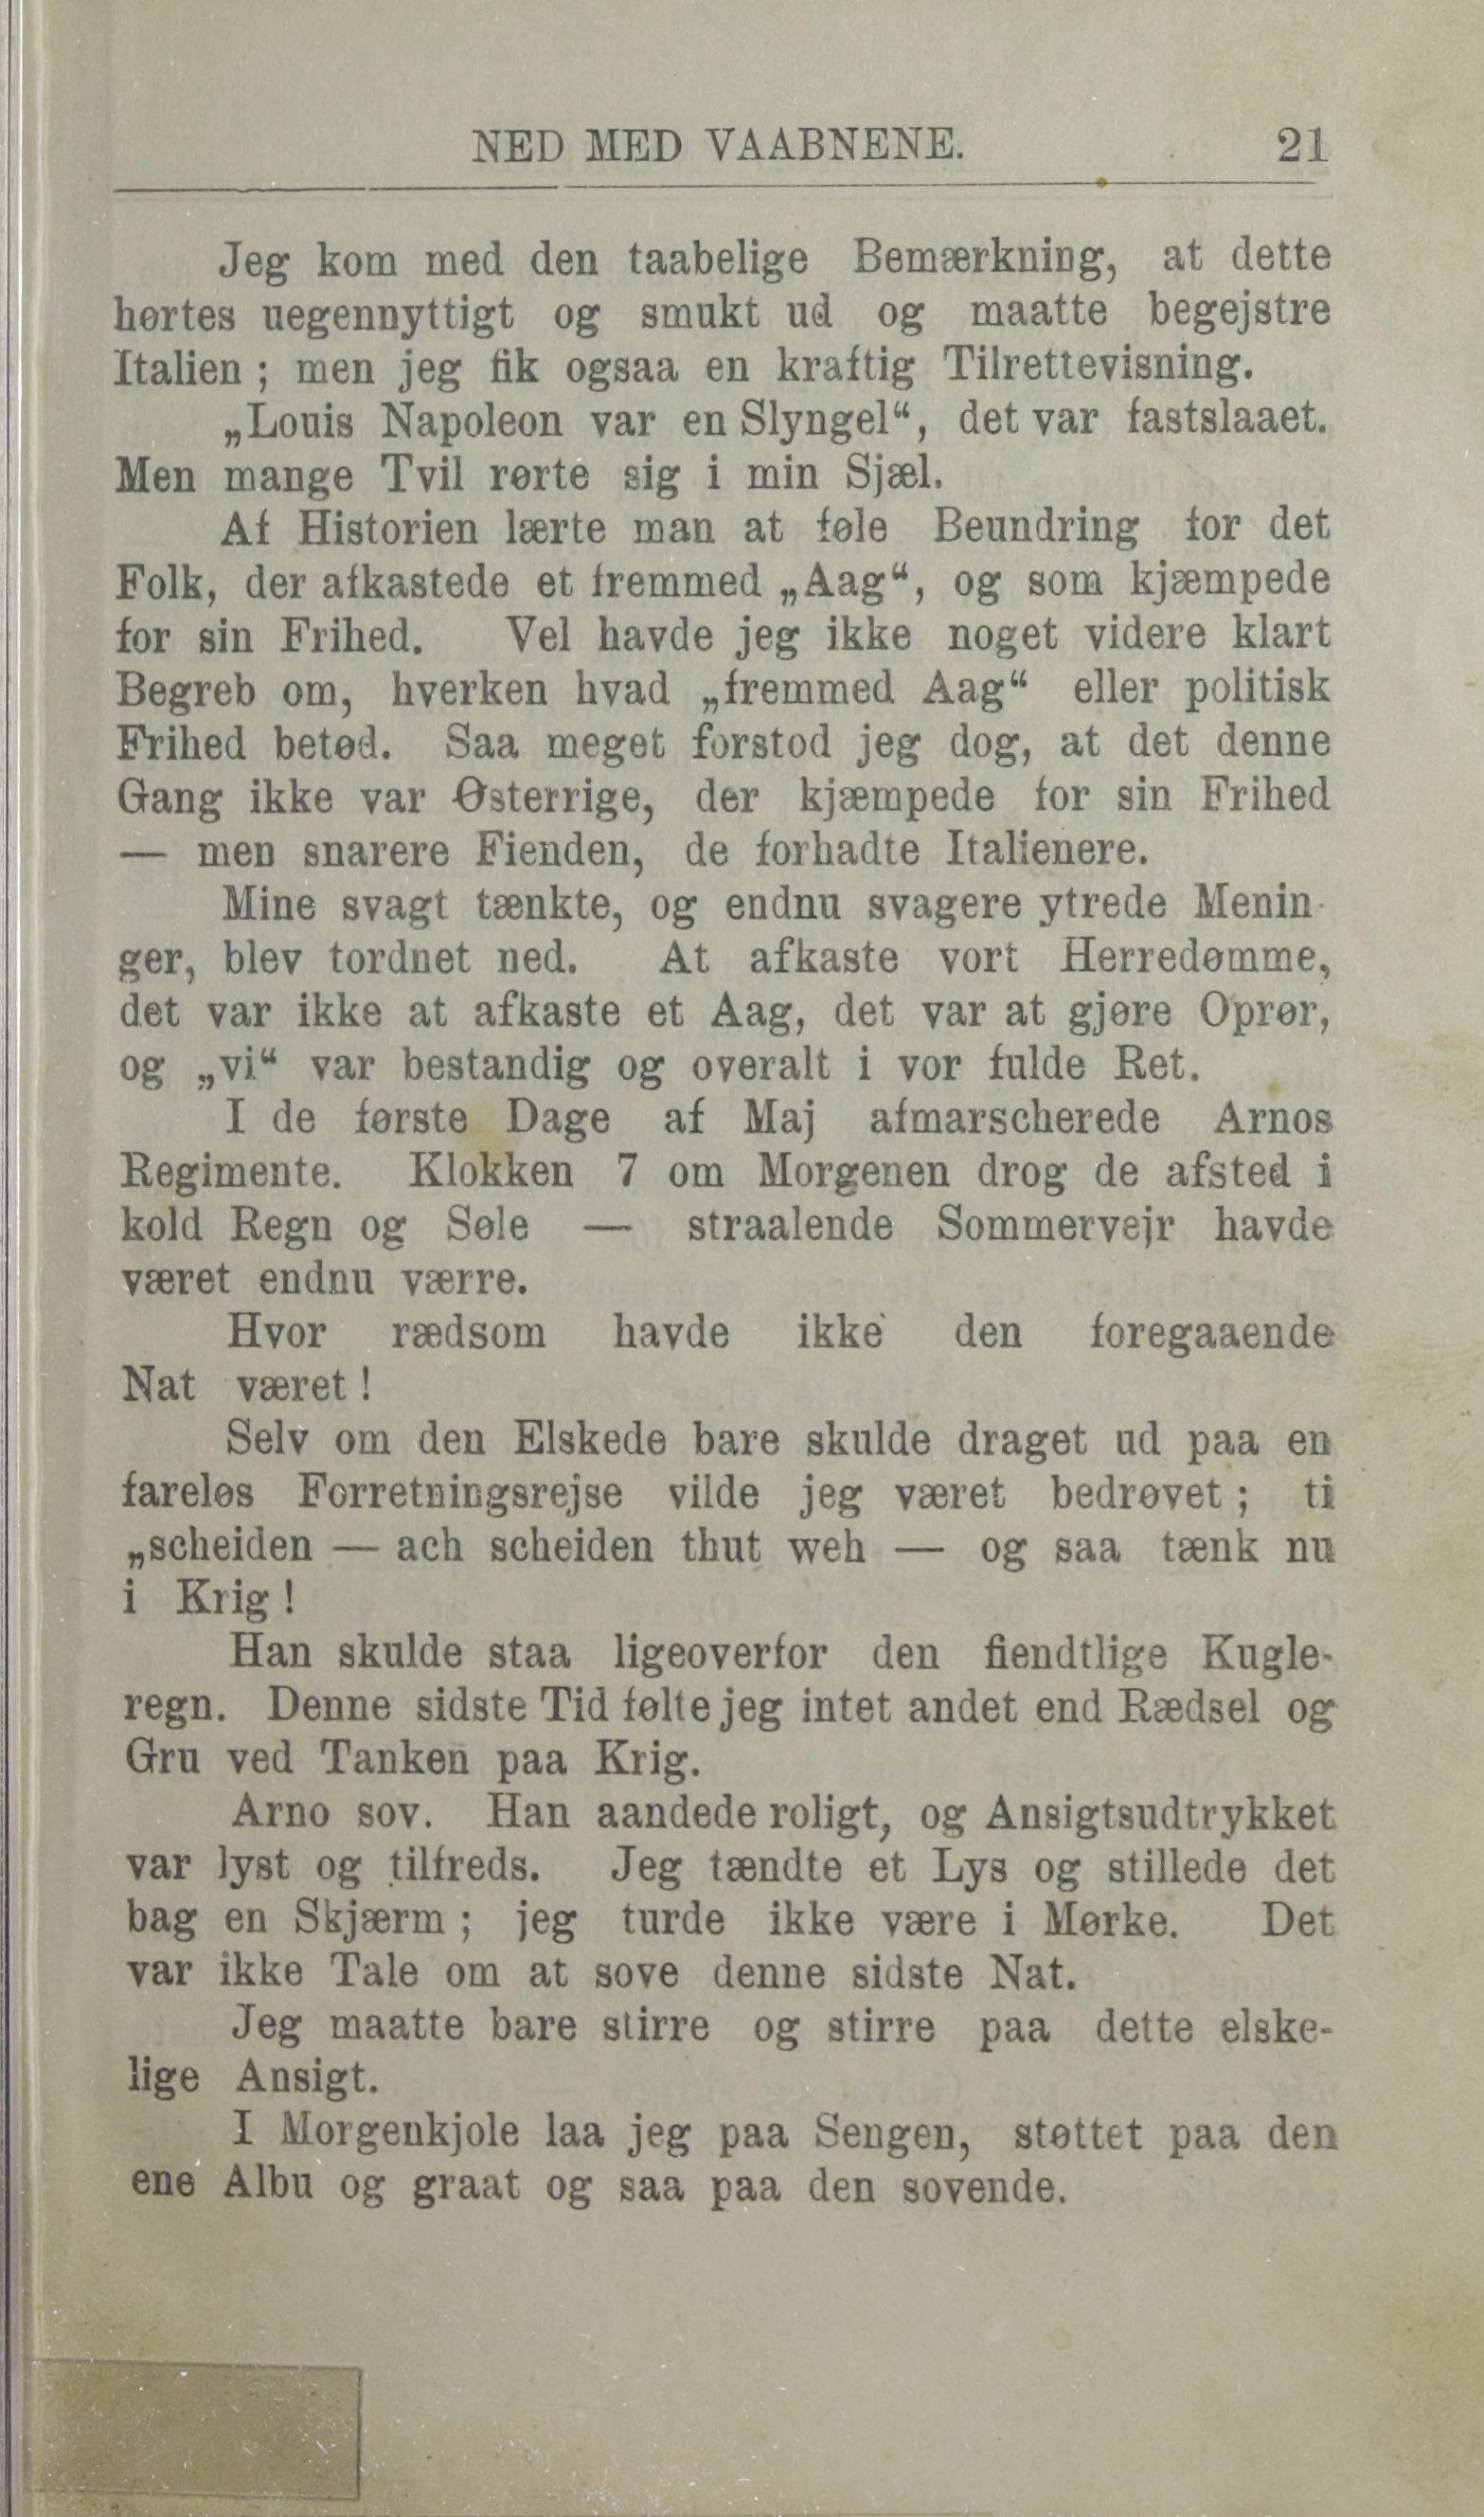 NED MED VAABNENE. 21
Jeg kom med den taabelige Bemærkning, at dette
hørtes uegennyttigt og smukt ud og maatte begejstre
Italien ; men jeg fik ogsaa en kraftig Tilrettevisning.
„Louis Napoleon var en Slyngel“, det var fastslaaet.
Men mange Tvil rørte sig i min Sjæl.
Af Historien lærte man at føle Beundring for det
Folk, der afkastede et fremmed „Aag“, og som kjæmpede
for sin Frihed. Vel havde jeg ikke noget videre klart
Begreb om, hverken hvad „fremmed Aag“ eller politisk
Frihed betød. Saa meget forstod jeg dog, at det denne
Gang ikke var Østerrige, der kjæmpede for sin Frihed
— men snarere Fienden, de forhadte Italienere.
Mine svagt tænkte, og endnu svagere ytrede Menin-
ger, blev tordnet ned. At afkaste vort Herredømme,
det var ikke at afkaste et Aag, det var at gjøre Oprør,
og „vi“ var bestandig og overalt i vor fulde Ret.
I de første Dage af Maj afmarscherede Arnos
Regimente. Klokken 7 om Morgenen drog de afsted i
kold Regn og Søle — straalende Sommervejr havde
været endnu værre.
Hvor rædsom havde ikke den foregaaende
Nat været !
Selv om den Elskede bare skulde draget ud paa en
fareløs Forretningsrejse vilde jeg været bedrøvet ; ti
„scheiden — ach scheiden thut weh — og saa tænk nu
i Krig !
Han skulde staa ligeoverfor den fiendtlige Kugle-
regn. Denne sidste Tid følte jeg intet andet end Rædsel og
Gru ved Tanken paa Krig.
Arno sov. Han aandede roligt, og Ansigtsudtrykket
var lyst og tilfreds. Jeg tændte et Lys og stillede det
bag en Skjærm ; jeg turde ikke være i Mørke. Det
var ikke Tale om at sove denne sidste Nat.
Jeg maatte bare stirre og stirre paa dette elske-
lige Ansigt.
I Morgenkjole laa jeg paa Sengen, støttet paa den
ene Albu og graat og saa paa den sovende.